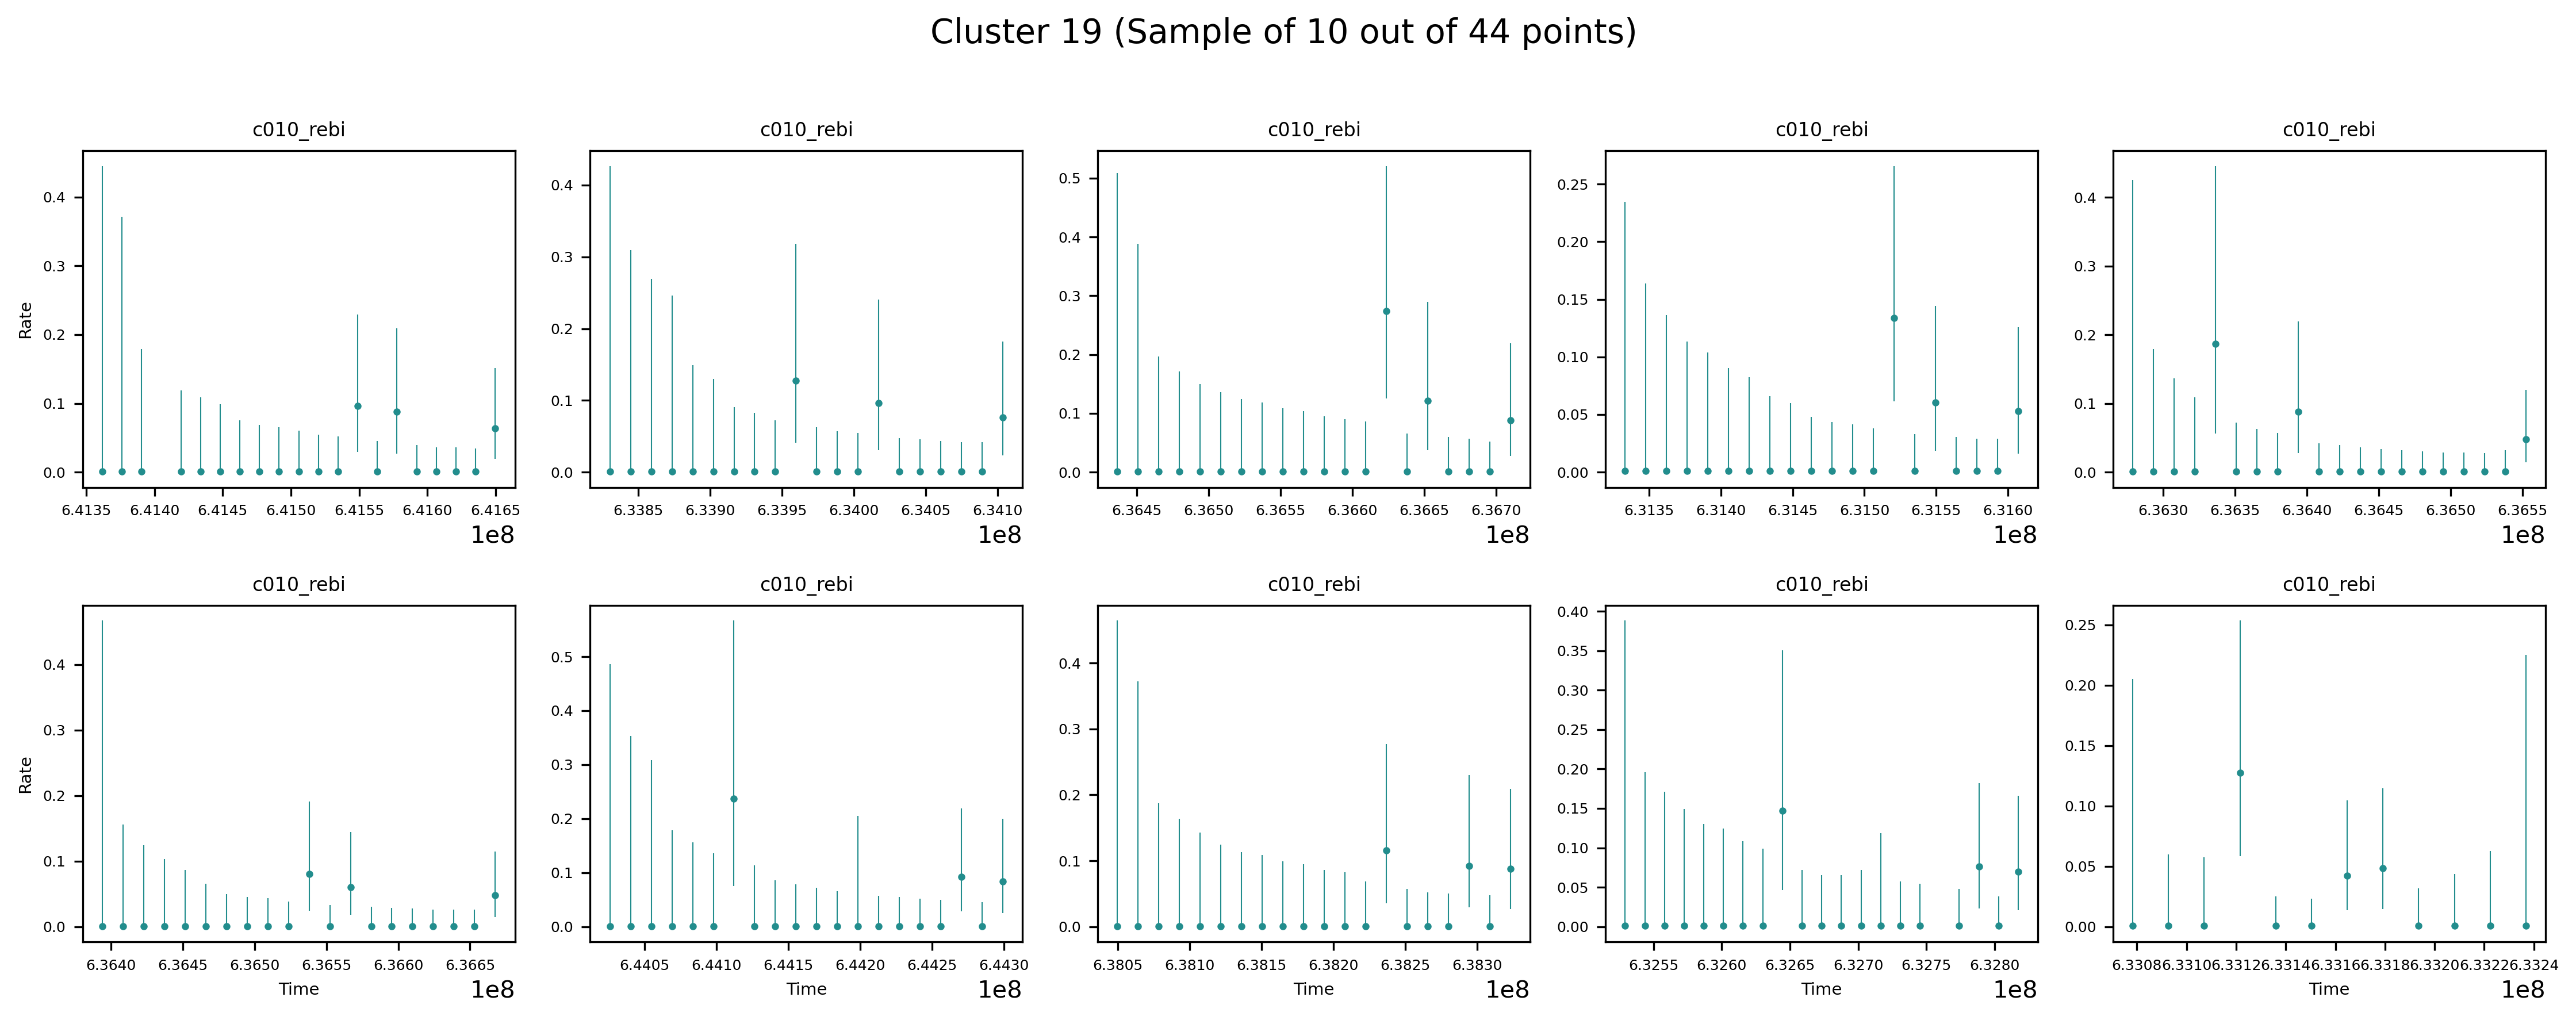 Cluster 19 (Sample of 10 out of 44 points)
c010_rebi c010_rebi c010_rebi c010_rebi c010_rebi
Rate
0.4 0.3 0.2 0.1 0.0
6.4135 6.4140 6.4145 6.4150 6.4155 6.4160 6.4165
1e8
0.4 0.3 0.2 0.1 0.0
6.3385 6.3390 6.3395 6.3400 6.3405 6.3410
1e8
0.5 0.4 0.3 0.2 0.1 0.0
6.3645 6.3650 6.3655 6.3660 6.3665 6.3670
1e8
0.25 0.20 0.15 0.10 0.05 0.00
6.3135 6.3140 6.3145 6.3150 6.3155 6.3160
1e8
0.4 0.3 0.2 0.1 0.0
6.3630 6.3635 6.3640 6.3645 6.3650 6.3655
1e8
c010_rebi c010_rebi c010_rebi c010_rebi c010_rebi
Rate
0.4 0.3 0.2 0.1 0.0
6.3640 6.3645 6.3650 6.3655 6.3660 6.3665
Time
1e8
0.5 0.4 0.3 0.2 0.1 0.0
6.4405 6.4410 6.4415 6.4420 6.4425 6.4430
Time
1e8
0.4 0.3 0.2 0.1 0.0
6.3805 6.3810 6.3815 6.3820 6.3825 6.3830
Time
1e8
0.40 0.35 0.30 0.25 0.20 0.15 0.10 0.05 0.00
6.3255 6.3260 6.3265 6.3270 6.3275 6.3280
Time
1e8
0.25 0.20 0.15 0.10 0.05 0.00
6.3308 6.3310 6.3312 6.3314 6.3316 6.3318 6.3320 6.3322 6.3324
Time
1e8